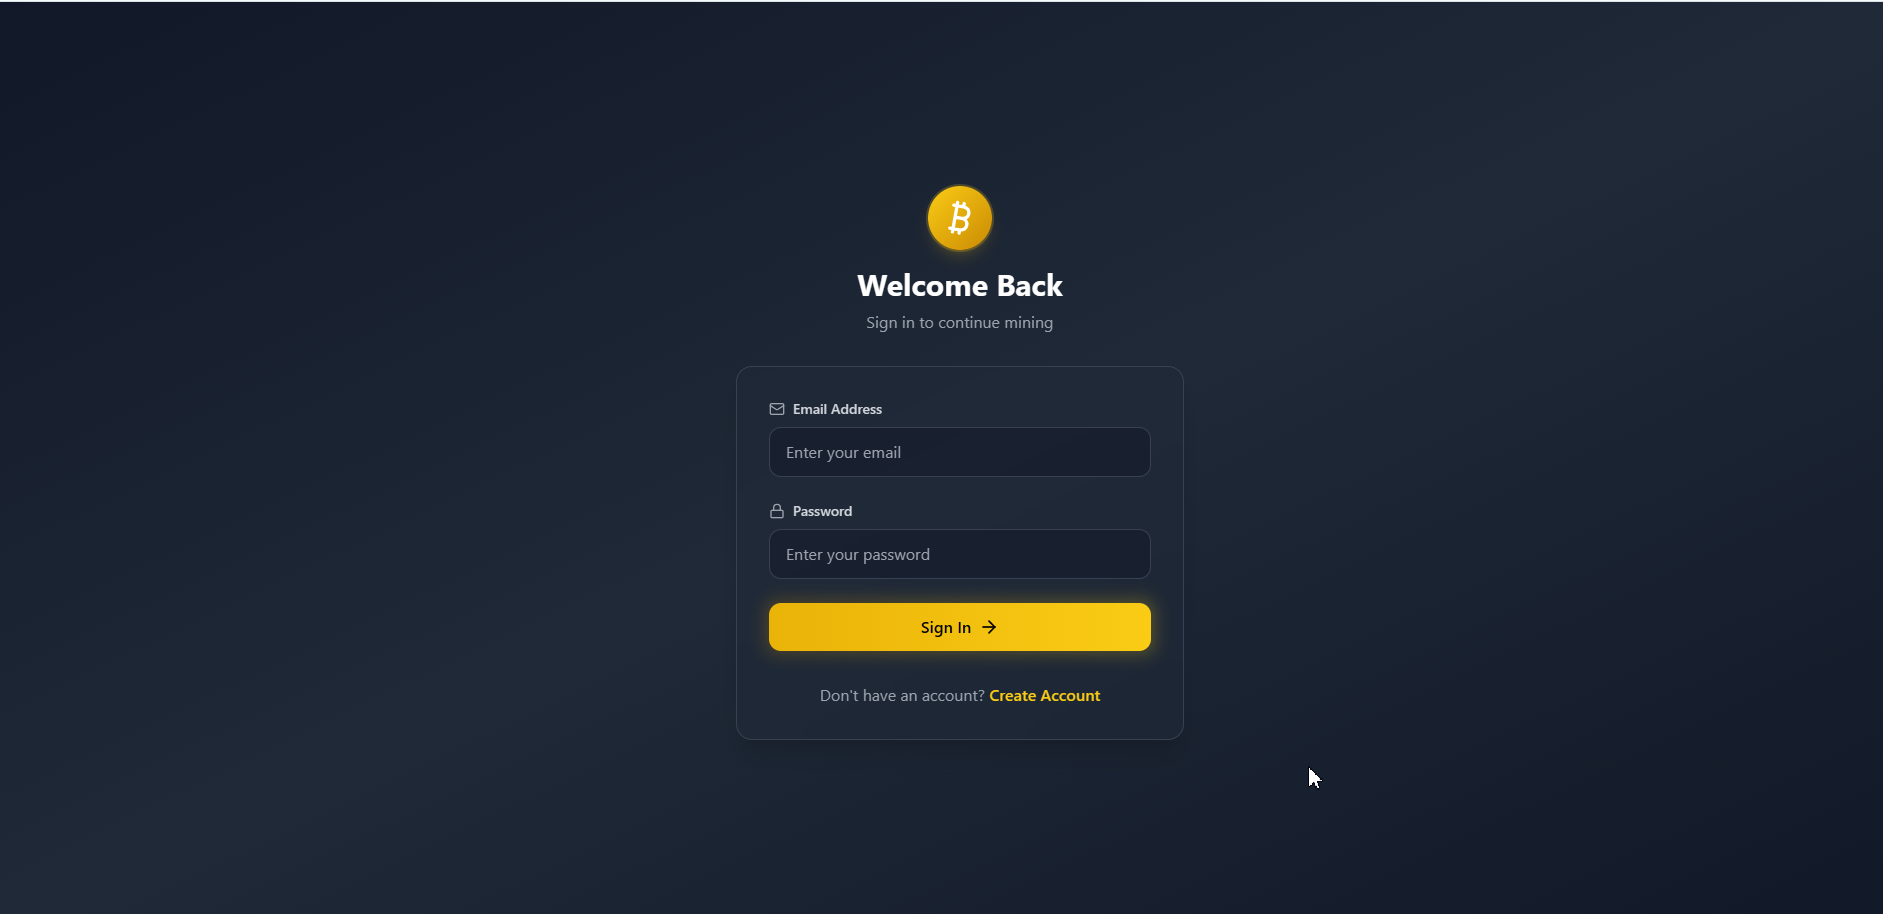 Welcome Back
Sign in to continue mining
Email Address
Enter your email
Password
Enter your password
Sign In
Don't have an account? Create Account